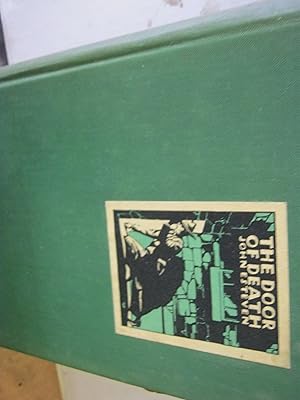 THE DOOR
OF DEATH
JOHN ESTEVEN